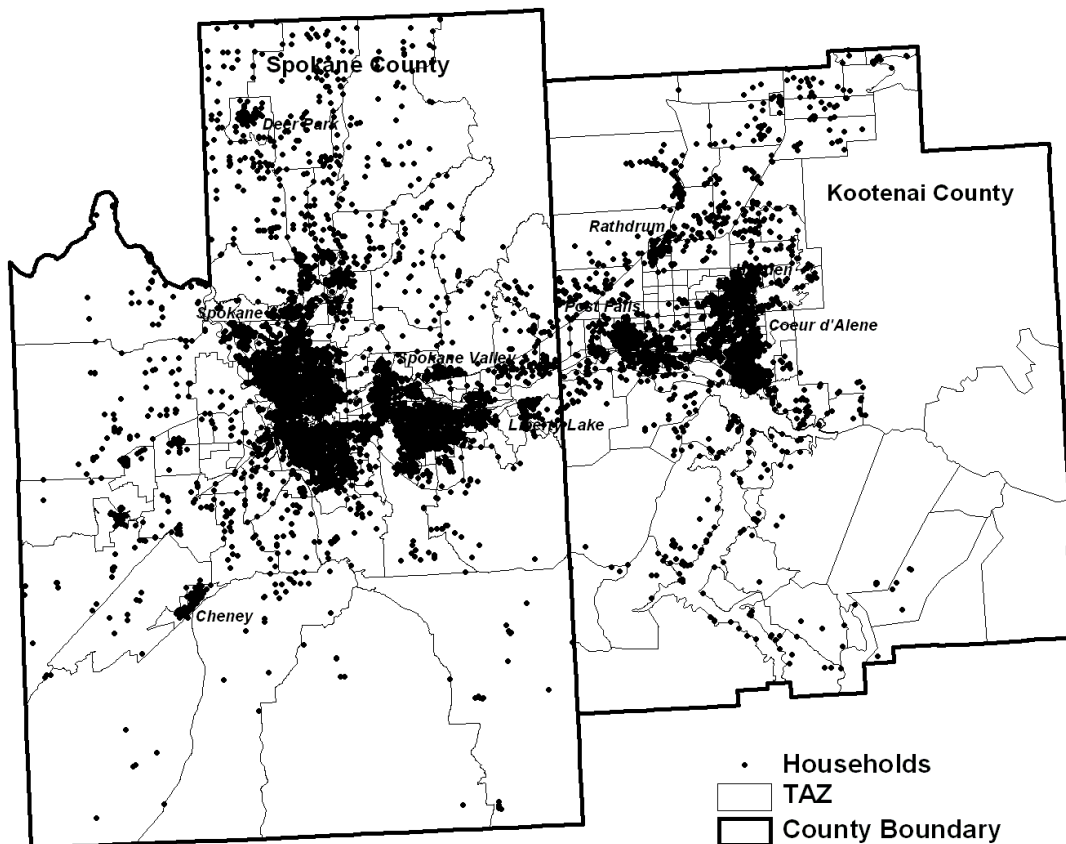 Spokane County
Deer Park
Kootenai County
Rathdrum
Post Falls
Spokane
Coeur d'Alene
Spokane Valley
Liberty Lake
Cheney
Households
TAZ
County Boundary